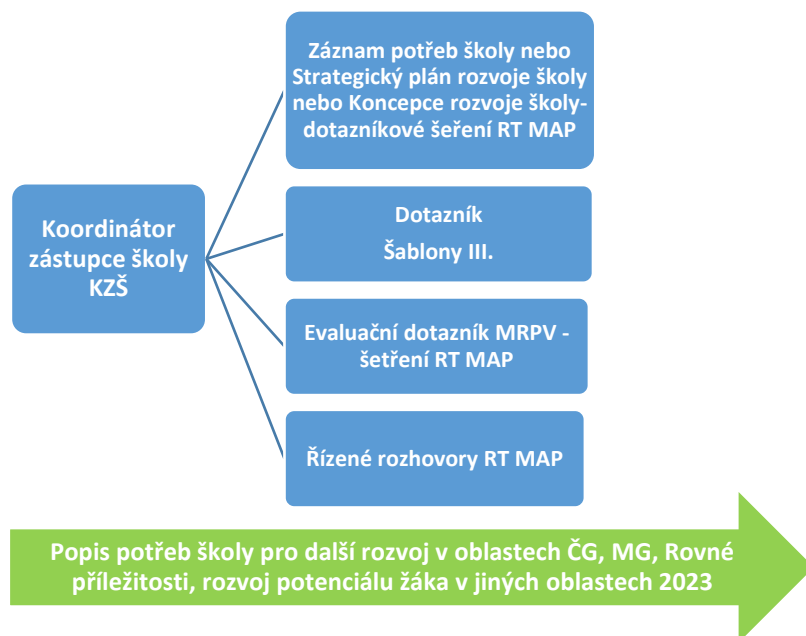 Koordinátor
zástupce školy
KZŠ
Záznam potřeb školy nebo
Strategický plán rozvoje školy
nebo Koncepce rozvoje školy-
dotazníkové šeření RT MAP
Dotazník
Šablony III.
Evaluační dotazník MRPV -
šetření RT MAP
Řízené rozhovory RT MAP
Popis potřeb školy pro další rozvoj v oblastech ČG, MG, Rovné
příležitosti, rozvoj potenciálu žáka v jiných oblastech 2023